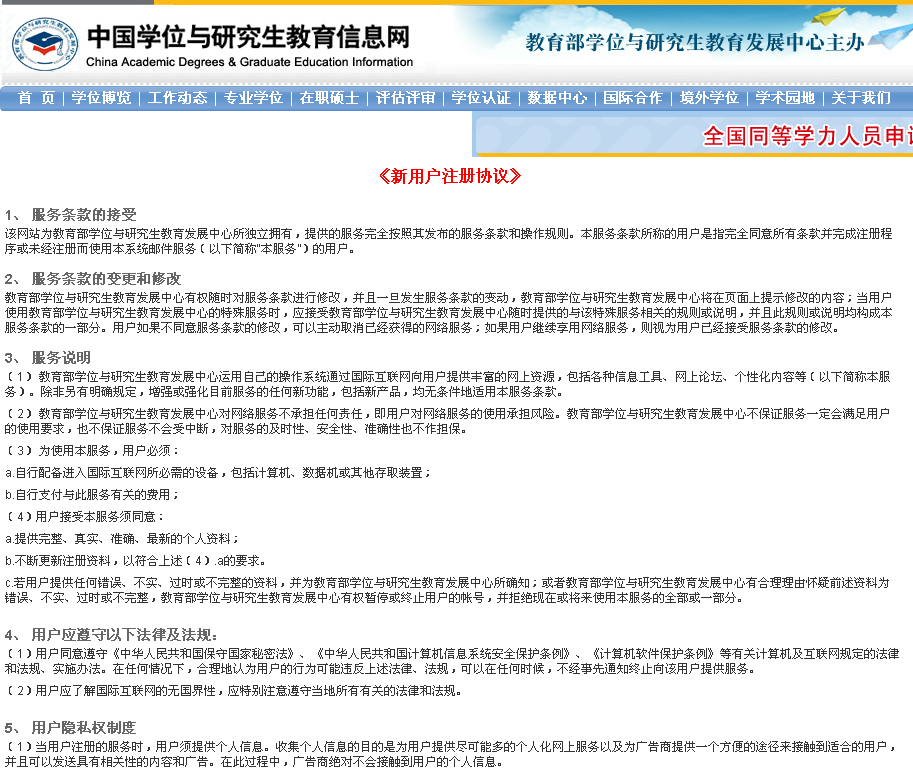 中国学位与研究生教育信息网
China Academic Degrees & Graduate Education Information
教育部学位与研究生教育发展中心主办
首 页 | 学位博览 | 工作动态 | 专业学位 | 在职硕士 | 评估评审 | 学位认证 | 数据中心 | 国际合作 | 境外学位 | 学术园地 | 关于我们
全国同等学力人员申
《新用户注册协议》
1、 服务条款的接受
该网站为教育部学位与研究生教育发展中心所独立拥有，提供的服务完全按照其发布的服务条款和操作规则。本服务条款所称的用户是指完全同意所有条款并完成注册程
序或未经注册而使用本系统邮件服务（以下简称"本服务"）的用户。
2、 服务条款的变更和修改
教育部学位与研究生教育发展中心有权随时对服务条款进行修改，并且一旦发生服务条款的变动，教育部学位与研究生教育发展中心将在页面上提示修改的内容；当用户
使用教育部学位与研究生教育发展中心的特殊服务时，应接受教育部学位与研究生教育发展中心随时提供的与该特殊服务相关的规则或说明，并且此规则或说明均构成本
服务条款的一部分。用户如果不同意服务条款的修改，可以主动取消已经获得的网络服务；如果用户继续享用网络服务，则视为用户已经接受服务条款的修改。
3、 服务说明
（1）教育部学位与研究生教育发展中心运用自己的操作系统通过国际互联网向用户提供丰富的网上资源，包括各种信息工具、网上论坛、个性化内容等（以下简称本服
务）。除非另有明确规定，增强或强化目前服务的任何新功能，包括新产品，均无条件地适用本服务条款。
（2）教育部学位与研究生教育发展中心对网络服务不承担任何责任，即用户对网络服务的使用承担风险。教育部学位与研究生教育发展中心不保证服务一定会满足用户
的使用要求，也不保证服务不会受中断，对服务的及时性、安全性、准确性也不作担保。
（3）为使用本服务，用户必须：
a.自行配备进入国际互联网所必需的设备，包括计算机、数据机或其他存取装置；
b.自行支付与此服务有关的费用；
（4）用户接受本服务须同意：
a.提供完整、真实、准确、最新的个人资料；
b.不断更新注册资料，以符合上述（4）.a的要求。
c.若用户提供任何错误、不实、过时或不完整的资料，并为教育部学位与研究生教育发展中心所确知；或者教育部学位与研究生教育发展中心有合理理由怀疑前述资料为
错误、不实、过时或不完整，教育部学位与研究生教育发展中心有权暂停或终止用户的帐号，并拒绝现在或将来使用本服务的全部或一部分。
4、 用户应遵守以下法律及法规：
（1）用户同意遵守《中华人民共和国保守国家秘密法》、《中华人民共和国计算机信息系统安全保护条例》、《计算机软件保护条例》等有关计算机及互联网规定的法律
和法规、实施办法。在任何情况下，合理地认为用户的行为可能违反上述法律、法规，可以在任何时候，不经事先通知终止向该用户提供服务。
（2）用户应了解国际互联网的无国界性，应特别注意遵守当地所有有关的法律和法规。
5、 用户隐私权制度
（1）当用户注册的服务时，用户须提供个人信息。收集个人信息的目的是为用户提供尽可能多的个人化网上服务以及为广告商提供一个方便的途径来接触到适合的用户，
并且可以发送具有相关性的内容和广告。在此过程中，广告商绝对不会接触到用户的个人信息。